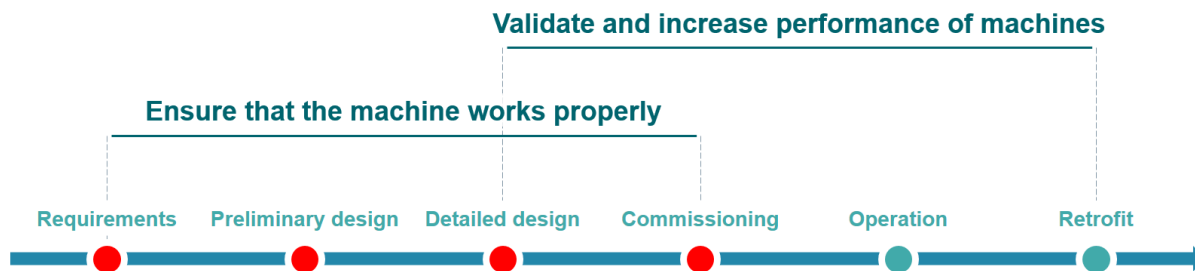 Validate and increase performance of machines
Ensure that the machine works properly
Requirements Preliminary design Detailed design Commissioning Operation Retrofit